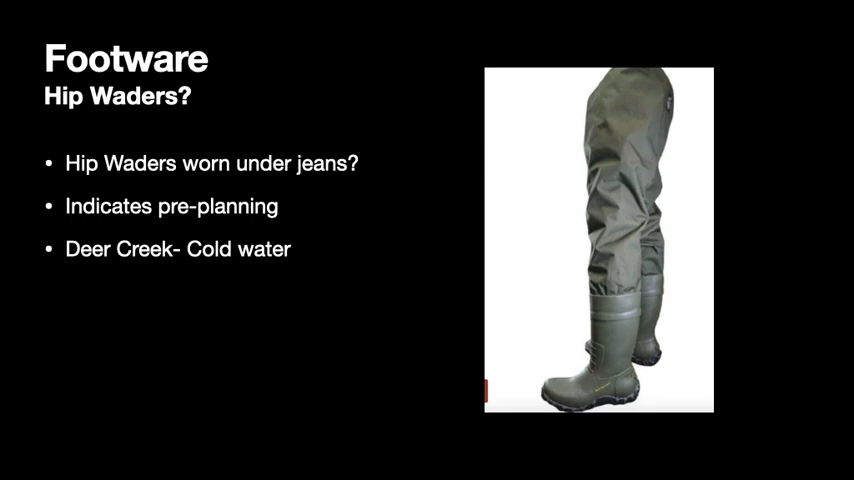 Footware
Hip Waders?
• Hip Waders worn under jeans?
• Indicates pre-planning
• Deer Creek- Cold water